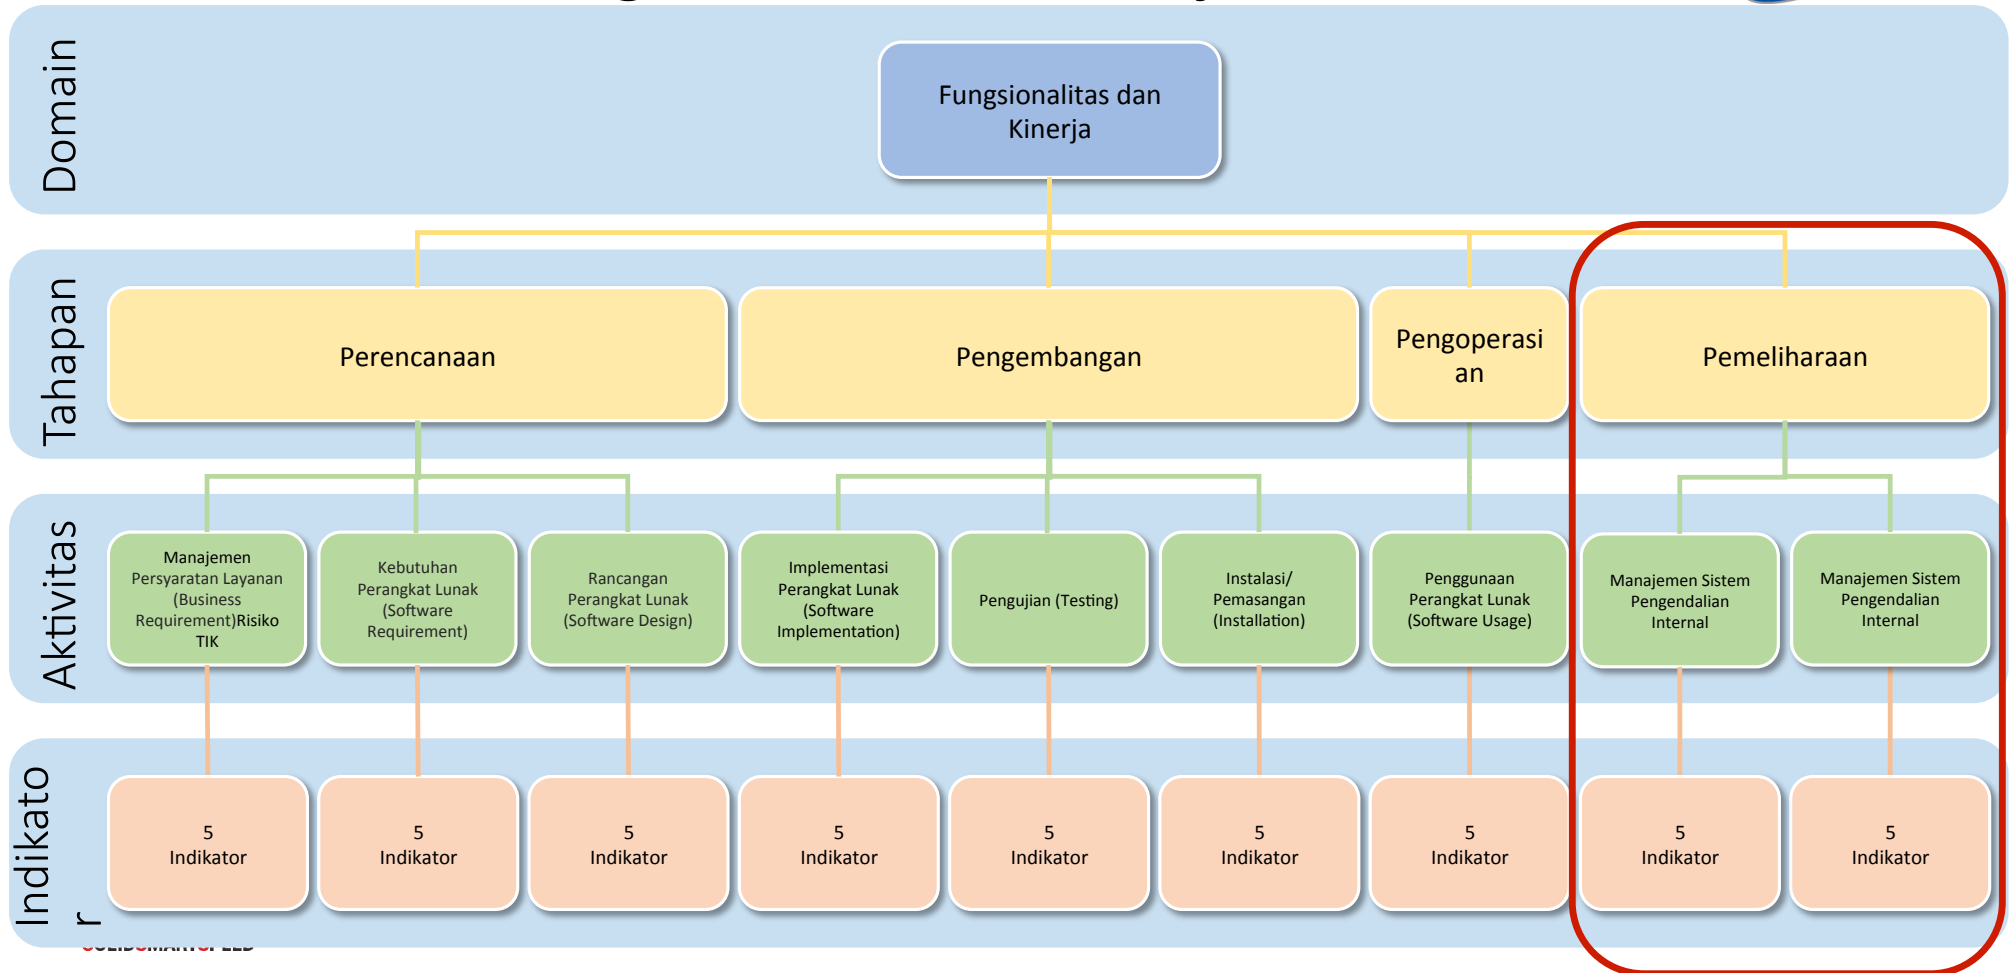 Domain
Fungsionalitas dan
Kinerja
Tahapan
Perencanaan
Pengembangan
Pengoperasi
an
Pemeliharaan
Aktivitas
Manajemen
Persyaratan Layanan
(Business
Requirement)Risiko
TIK
Kebutuhan
Perangkat Lunak
(Software
Requirement)
Rancangan
Perangkat Lunak
(Software Design)
Implementasi
Perangkat Lunak
(Software
Implementation)
Pengujian (Testing)
Instalasi/
Pemasangan
(Installation)
Penggunaan
Perangkat Lunak
(Software Usage)
Manajemen Sistem
Pengendalian
Internal
Manajemen Sistem
Pengendalian
Internal
Indikato
r
5
Indikator
5
Indikator
5
Indikator
5
Indikator
5
Indikator
5
Indikator
5
Indikator
5
Indikator
5
Indikator